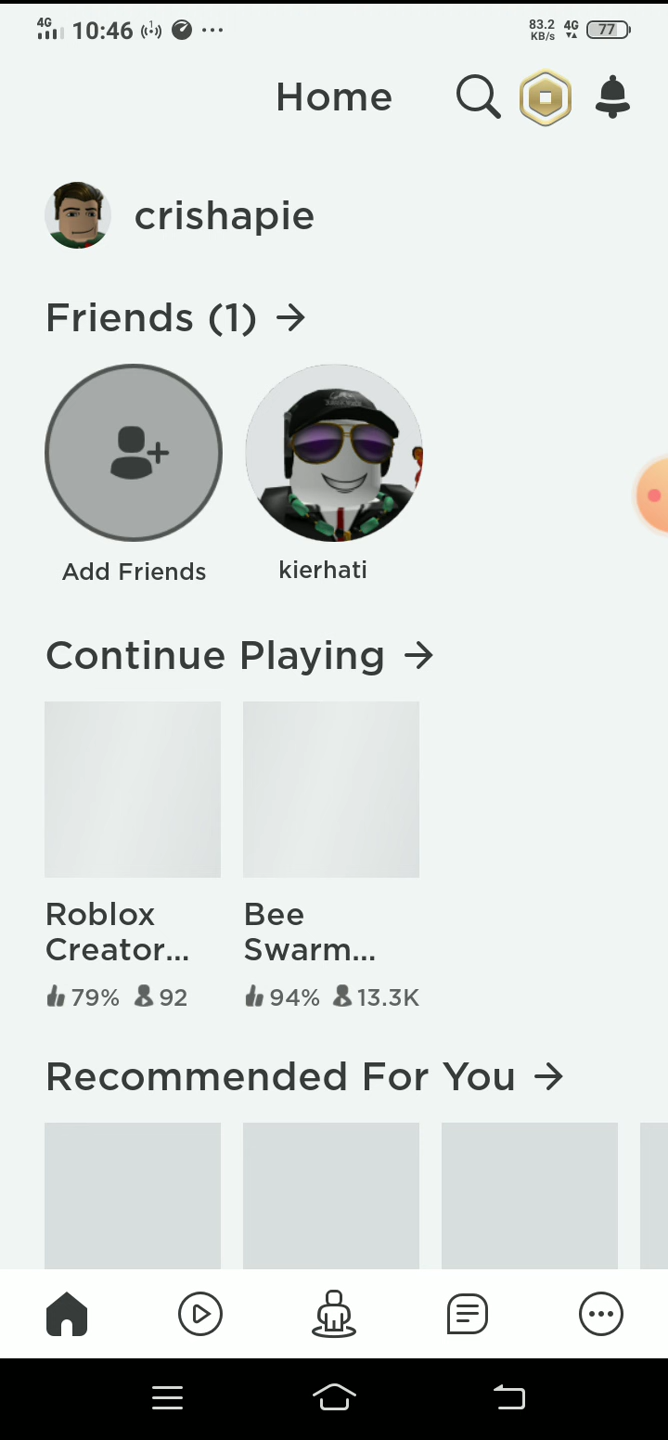 4G 10:46 83.2 KB/s 4G 77
Home
crishapie
Friends (1)
Add Friends kierhati
Continue Playing
Roblox Bee
Creator... Swarm...
79% 92 94% 13.3K
Recommended For You